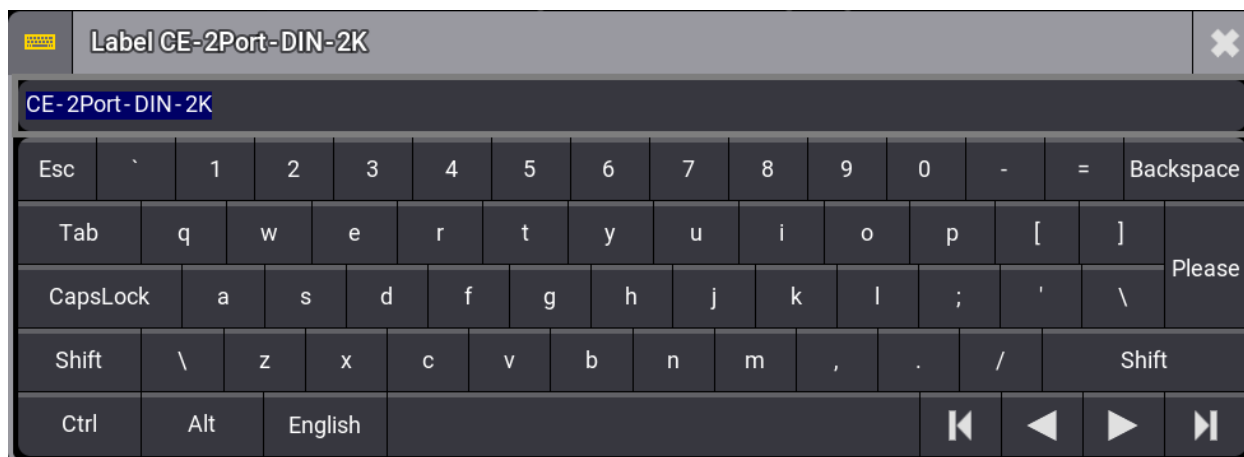 Label CE-2Port-DIN-2K
CE-2Port-DIN-2K
Esc ` 1 2 3 4 5 6 7 8 9 0 - = Backspace
Tab q w e r t y u i o p [ ]
Please
CapsLock a s d f g h j k l ; ' \
Shift \ z x c v b n m , . / Shift
Ctrl Alt English